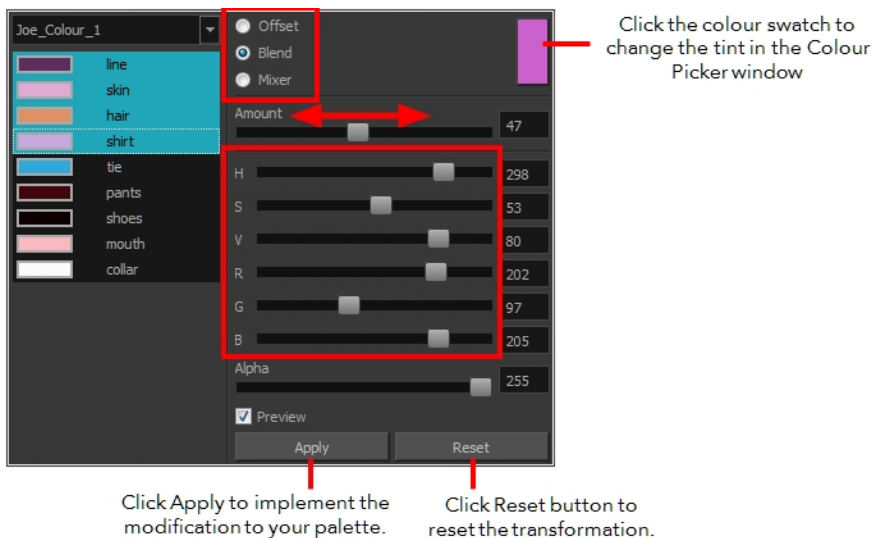 Joe_Colour_1
line
skin
hair
shirt
tie
pants
shoes
mouth
collar
Offset
Blend
Mixer
Amount
47
H
298
S
53
V
80
R
202
G
97
B
205
Alpha
255
Preview
Apply
Reset
Click the colour swatch to
change the tint in the Colour
Picker window
Click Apply to implement the
modification to your palette.
Click Reset button to
reset the transformation.